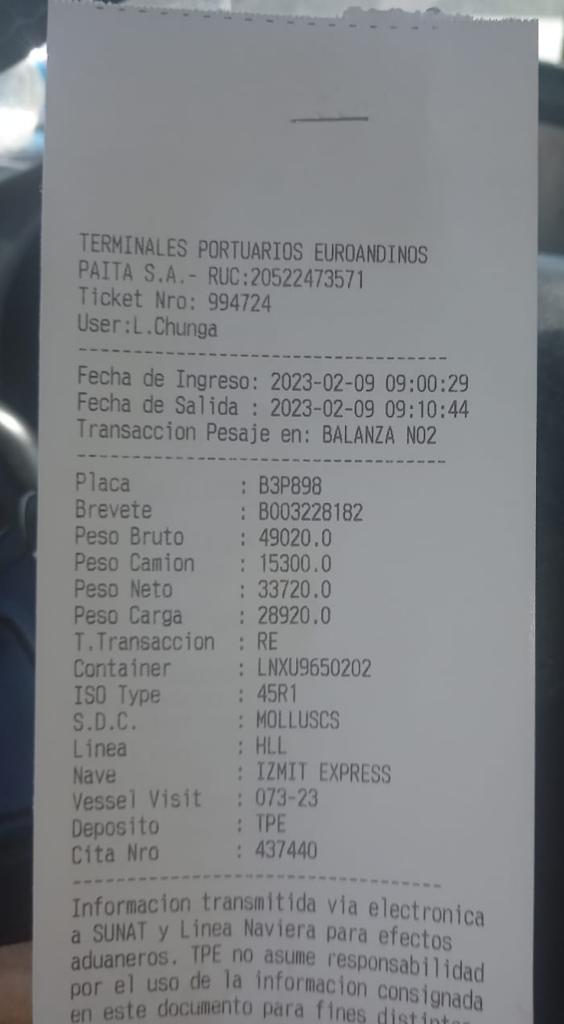 TERMINALES PORTUARIOS EUROANDINOS
PAITA S.A.- RUC:20522473571
Ticket Nro: 994724
User:L.Chunga
Fecha de Ingreso: 2023-02-09 09:00:29
Fecha de Salida : 2023-02-09 09:10:44
Transaccion Pesaje en: BALANZA NO2
Placa : B3P898
Brevete : B003228182
Peso Bruto : 49020.0
Peso Camion : 15300.0
Peso Neto : 33720.0
Peso Carga : 28920.0
T.Transaccion : RE
Container : LNXU9650202
ISO Type : 45R1
S.D.C. : MOLLUSCS
Linea : HLL
Nave : IZMIT EXPRESS
Vessel Visit : 073-23
Deposito : TPE
Cita Nro : 437440
Informacion transmitida via electronica
a SUNAT y Linea Naviera para efectos
aduaneros. TPE no asume responsabilidad
por el uso de la informacion consignada
en este documento para fines